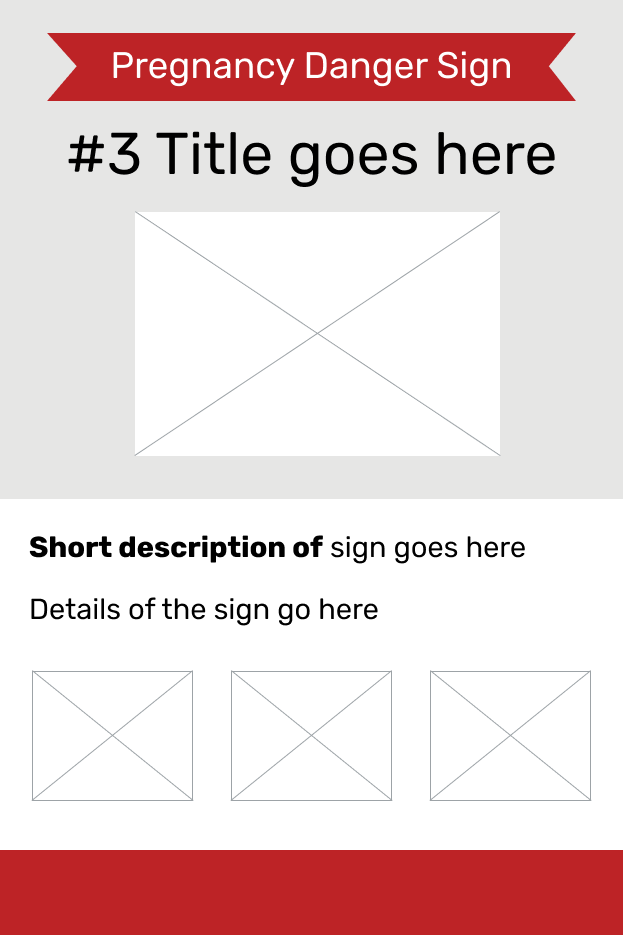 Pregnancy Danger Sign
#3 Title goes here
Short description of sign goes here
Details of the sign go here